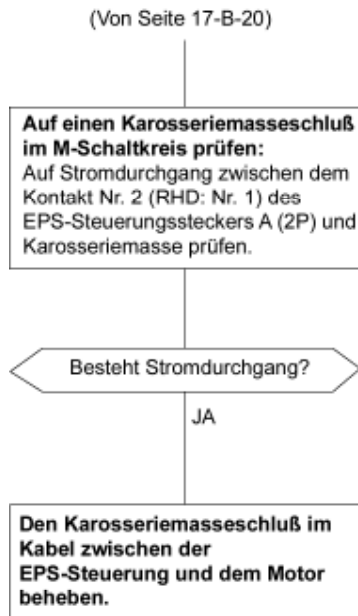 (Von Seite 17-B-20)
Auf einen Karosseriemasseschluß
im M-Schaltkreis prüfen:
Auf Stromdurchgang zwischen dem
Kontakt Nr. 2 (RHD: Nr. 1) des
EPS-Steuerungssteckers A (2P) und
Karosseriemasse prüfen.
Besteht Stromdurchgang?
JA
Den Karosseriemasseschluß im
Kabel zwischen der
EPS-Steuerung und dem Motor
beheben.